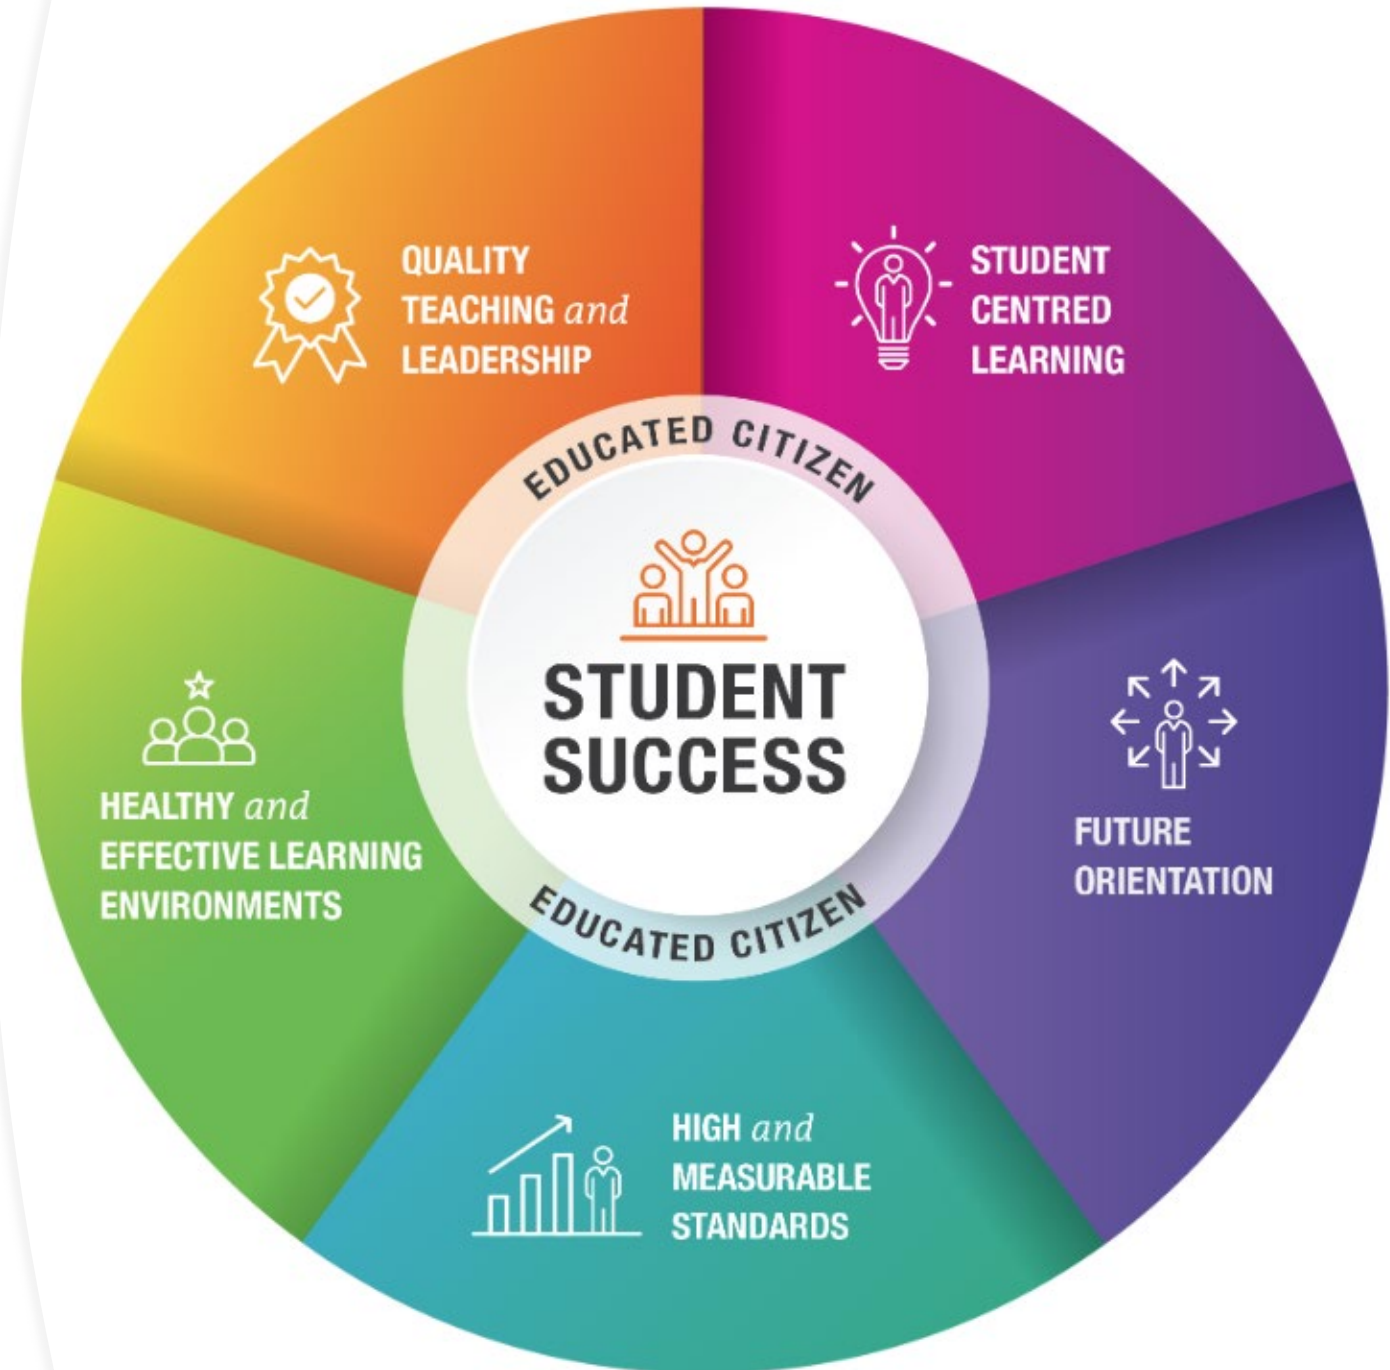 QUALITY
TEACHING and
LEADERSHIP
STUDENT
CENTRED
LEARNING
EDUCATED CITIZEN
STUDENT
SUCCESS
EDUCATED CITIZEN
HEALTHY and
EFFECTIVE LEARNING
ENVIRONMENTS
FUTURE
ORIENTATION
HIGH and
MEASURABLE
STANDARDS